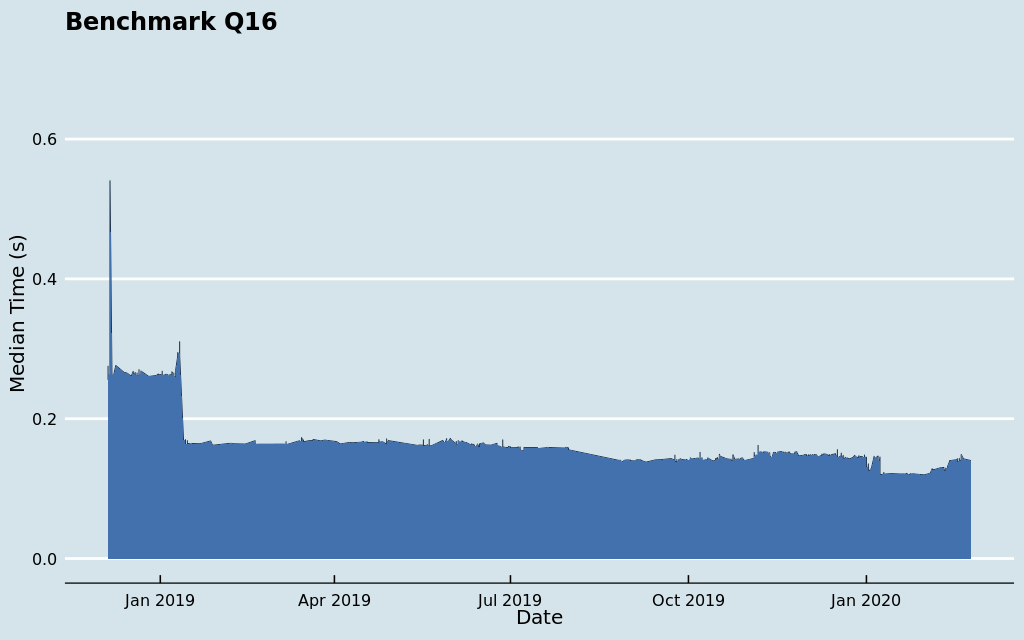 Benchmark Q16
Median Time (s)
0.6
0.4
0.2
0.0
Jan 2019
Apr 2019
Jul 2019
Oct 2019
Jan 2020
Date